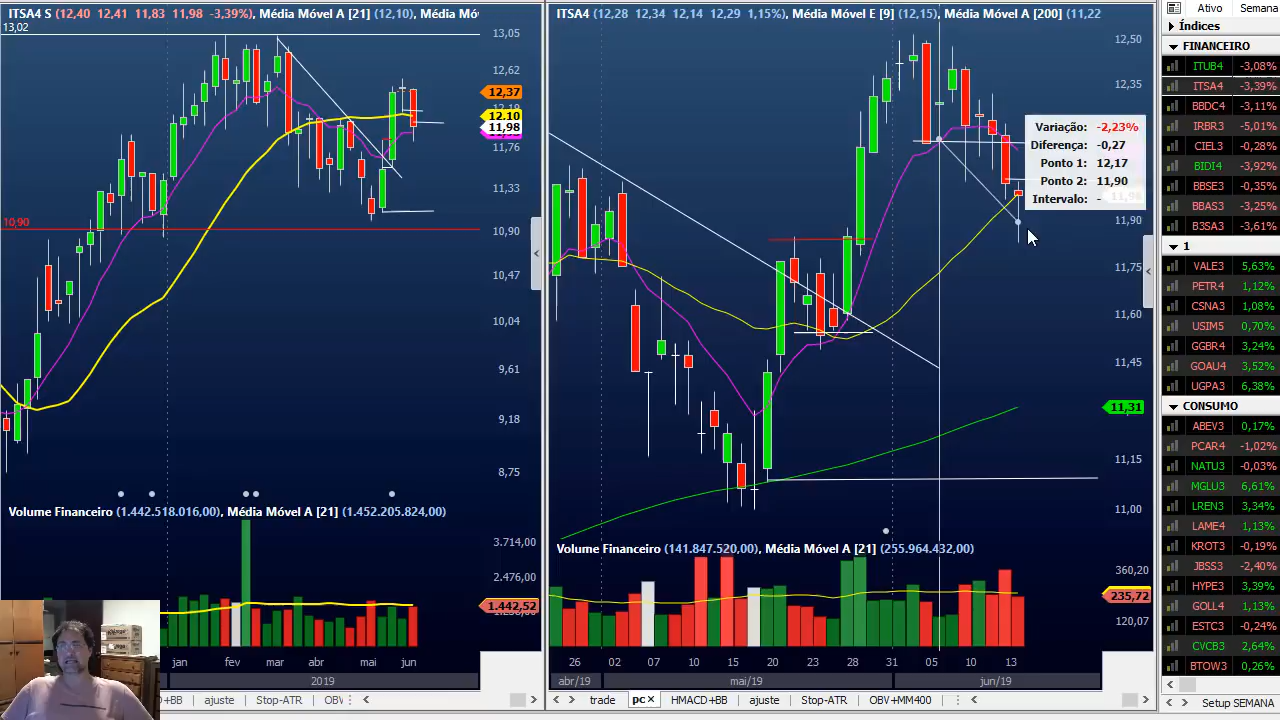 ITSA4 S (12,40 12,41 11,83 11,98 -3,39%), Média Móvel A [21] (12,10), Média Mó
13,02
13,05
12,62
12,37
12,19
12,10
11,98
11,76
11,33
10,90
10,90
10,47
10,04
9,61
9,18
8,75
Volume Financeiro (1.442.518.016,00), Média Móvel A [21] (1.452.205.824,00)
3.714,00
2.476,00
1.442,52
jan fev mar abr mai jun
2019
D+BB ajuste Stop-ATR OBV
ITSA4 (12,28 12,34 12,14 12,29 1,15%), Média Móvel E [9] (12,15), Média Móvel A [200] (11,22
12,50
12,35
Variação: -2,23%
Diferença: -0,27
Ponto 1: 12,17
Ponto 2: 11,90
Intervalo: -
11,90
11,75
11,60
11,45
11,31
11,15
11,00
Volume Financeiro (141.847.520,00), Média Móvel A [21] (255.964.432,00)
360,20
235,72
120,07
26 02 07 10 15 20 23 28 31 05 10 13
abr/19 mai/19 jun/19
trade pc HMACD+BB ajuste Stop-ATR OBV+MM400
Ativo Semana
Índices
FINANCEIRO
ITUB4 -3,08%
ITSA4 -3,39%
BBDC4 -3,11%
IRBR3 -5,01%
CIEL3 -0,28%
BIDI4 -3,92%
BBSE3 -0,35%
BBAS3 -3,25%
B3SA3 -3,61%
1
VALE3 5,63%
PETR4 1,12%
CSNA3 1,08%
USIM5 0,70%
GGBR4 3,24%
GOAU4 3,52%
UGPA3 6,38%
CONSUMO
ABEV3 0,17%
PCAR4 -1,02%
NATU3 -0,03%
MGLU3 6,61%
LREN3 3,34%
LAME4 1,13%
KROT3 -0,19%
JBSS3 -2,40%
HYPE3 3,39%
GOLL4 1,13%
ESTC3 -0,24%
CVCB3 2,64%
BTOW3 0,26%
Setup SEMANA